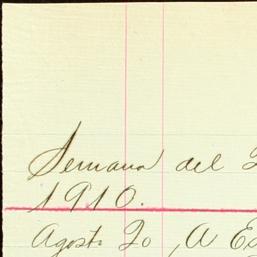 Semana del
1910.
Agosto 20, A